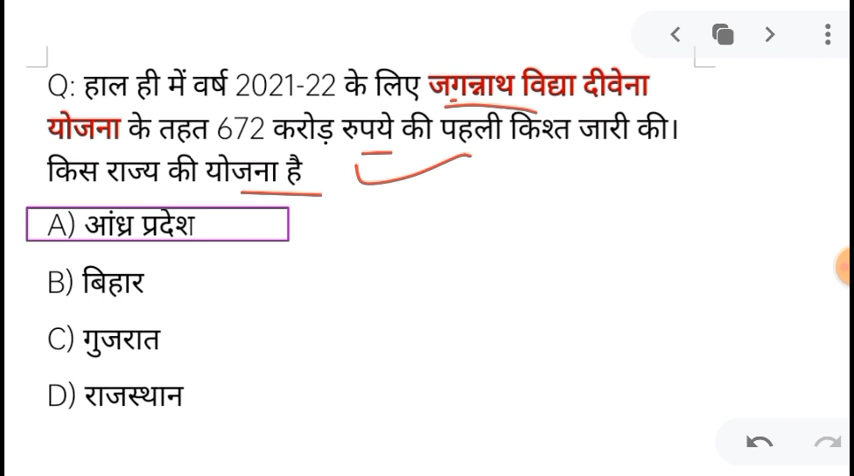 Q: हाल ही में वर्ष 2021-22 के लिए जगन्नाथ विद्या दीवेना
योजना के तहत 672 करोड़ रुपये की पहली किश्त जारी की।
किस राज्य की योजना है
A) आंध्र प्रदेश
B) बिहार
C) गुजरात
D) राजस्थान